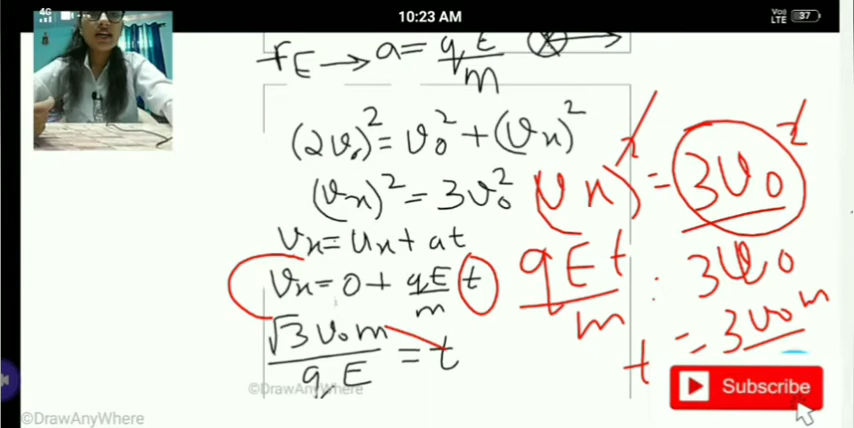 4G
10:23 AM
Vo)) LTE 37
FE → a = qE/m ⊗→
(2v₀)² = v₀² + (vx)²
(vx)² = 3v₀²
vx = ux + at
vx = 0 + qE/m t
√3 v₀m/qE = t
(vx)² = 3v₀²
qEt/m : 3v₀
t = 3v₀m
Subscribe
©DrawAnyWhere
©DrawAnyWhere